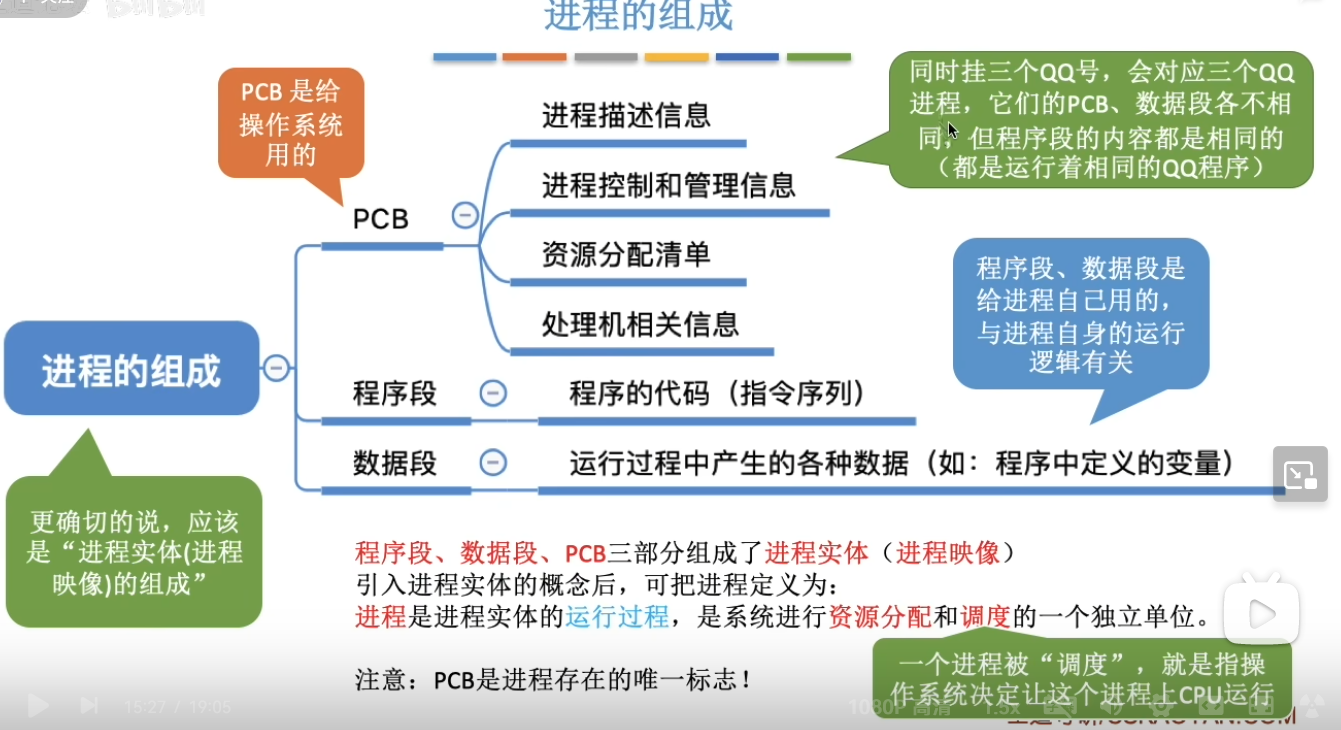 关注
bilibili
进程的组成
PCB 是给
操作系统
用的
同时挂三个QQ号，会对应三个QQ
进程，它们的PCB、数据段各不相
同，但程序段的内容都是相同的
（都是运行着相同的QQ程序）
进程描述信息
进程控制和管理信息
PCB
资源分配清单
处理机相关信息
程序段、数据段是
给进程自己用的，
与进程自身的运行
逻辑有关
进程的组成
程序段
程序的代码（指令序列）
数据段
运行过程中产生的各种数据（如：程序中定义的变量）
更确切的说，应该
是“进程实体(进程
映像)的组成”
程序段、数据段、PCB三部分组成了进程实体（进程映像）
引入进程实体的概念后，可把进程定义为：
进程是进程实体的运行过程，是系统进行资源分配和调度的一个独立单位。
一个进程被“调度”，就是指操
作系统决定让这个进程上CPU运行
注意：PCB是进程存在的唯一标志！
15:27 / 19:05
1080P 高清
1.5x
王道考研/CSKAOYAN.COM